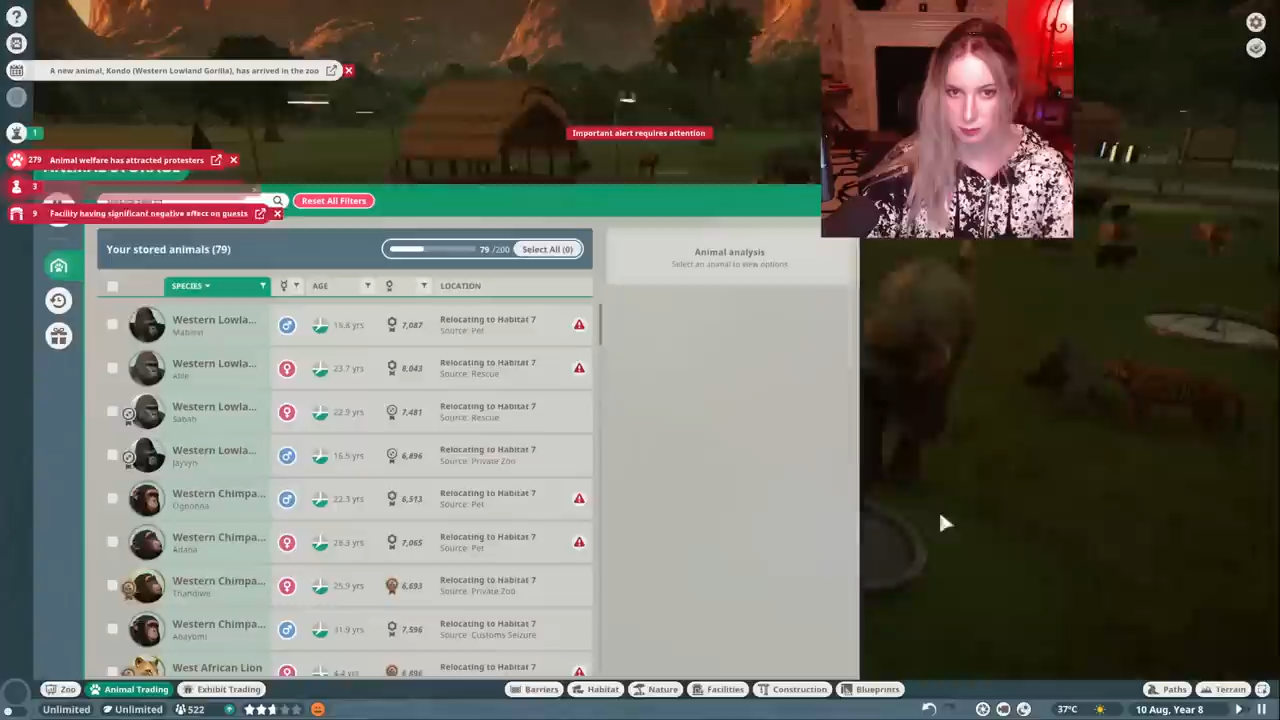 A new animal, Kondo (Western Lowland Gorilla), has arrived in the zoo
1
Important alert requires attention
279 Animal welfare has attracted protesters
3
Reset All Filters
9 Facility having significant negative effect on guests
Your stored animals (79)
79 /200
Select All (0)
Animal analysis
Select an animal to view options
SPECIES
AGE
LOCATION
Western Lowla...
7,087
Relocating to Habitat 7
Source: Pet
Western Lowla...
23.7 yrs
8,043
Relocating to Habitat 7
Source: Rescue
Western Lowla...
Sabah
22.9 yrs
7,481
Relocating to Habitat 7
Source: Rescue
Western Lowla...
Jayvyn
16.5 yrs
6,896
Relocating to Habitat 7
Source: Private Zoo
Western Chimpa...
Ognonna
22.3 yrs
6,513
Relocating to Habitat 7
Source: Pet
Western Chimpa...
28.3 yrs
7,065
Relocating to Habitat 7
Source: Pet
Western Chimpa...
Thandiwe
25.9 yrs
6,693
Relocating to Habitat 7
Source: Private Zoo
Western Chimpa...
Abayomi
31.9 yrs
7,596
Relocating to Habitat 7
Source: Customs Seizure
West African Lion
4.4 yrs
6,896
Relocating to Habitat 7
Zoo
Animal Trading
Exhibit Trading
Barriers
Habitat
Nature
Facilities
Construction
Blueprints
Paths
Terrain
Unlimited
Unlimited
522
37°C
10 Aug, Year 8